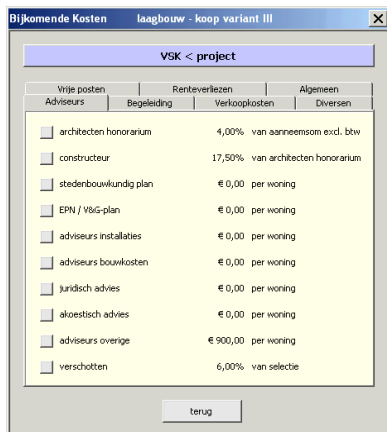 Bijkomende Kosten laagbouw - koop variant III
VSK < project
Vrije posten Renteverliezen Algemeen
Adviseurs Begeleiding Verkoopkosten Diversen
architecten honorarium 4,00% van aanneemsom excl. btw
constructeur 17,50% van architecten honorarium
stedenbouwkundig plan € 0,00 per woning
EPN / V&G-plan € 0,00 per woning
adviseurs installaties € 0,00 per woning
adviseurs bouwkosten € 0,00 per woning
juridisch advies € 0,00 per woning
akoestisch advies € 0,00 per woning
adviseurs overige € 900,00 per woning
verschotten 6,00% van selectie
terug